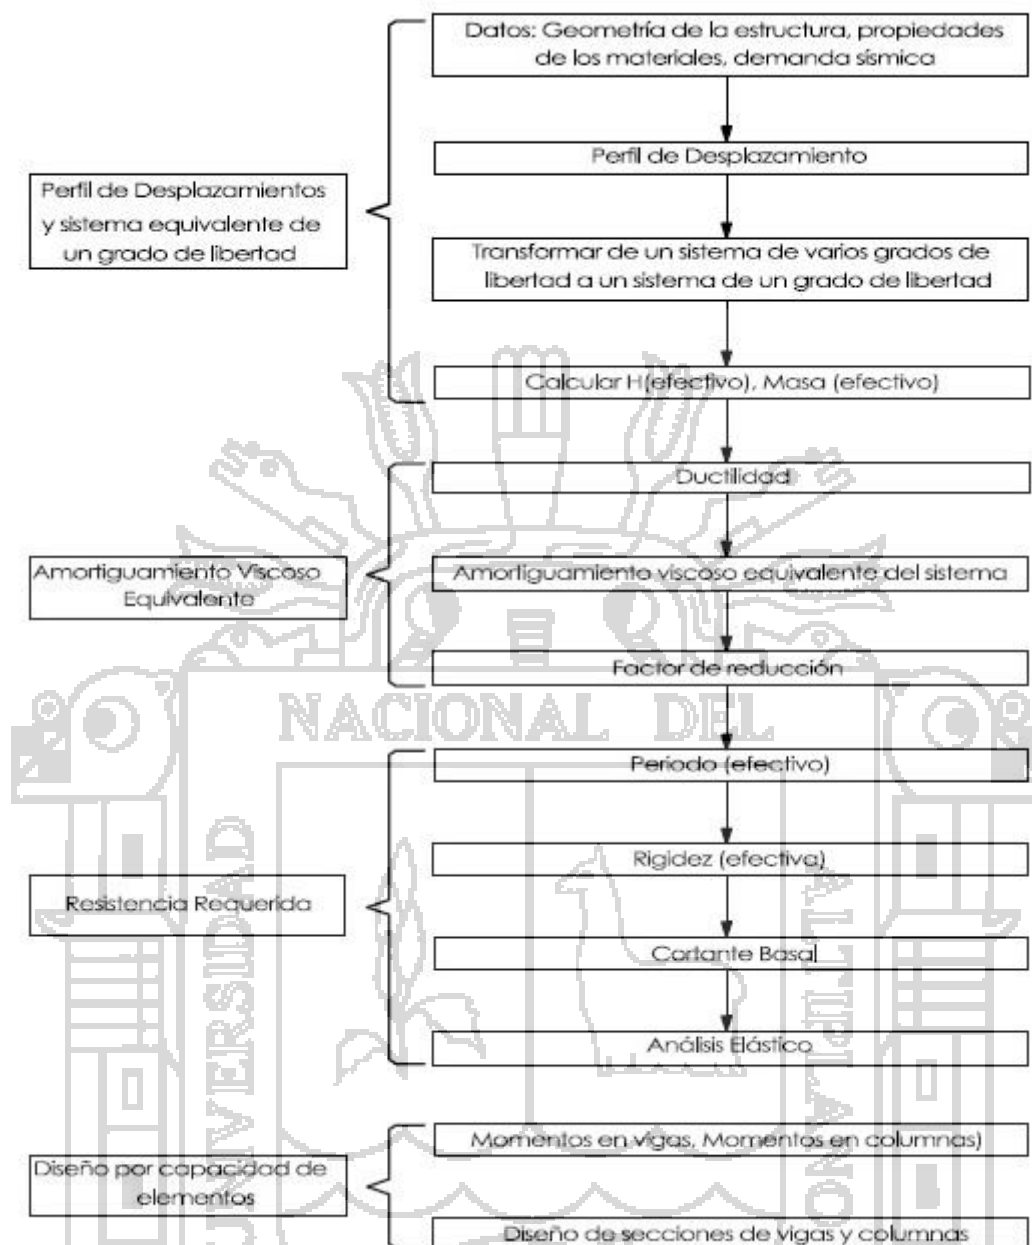 Datos: Geometría de la estructura, propiedades
de los materiales, demanda sísmica
Perfil de Desplazamiento
Perfil de Desplazamientos
y sistema equivalente de
un grado de libertad
Transformar de un sistema de varios grados de
libertad a un sistema de un grado de libertad
Calcular H(efectivo), Masa (efectivo)
Ductilidad
Amortiguamiento Viscoso
Equivalente
Amortiguamiento viscoso equivalente del sistema
Factor de reducción
NACIONAL DEL
Periodo (efectivo)
Rigidez (efectiva)
Resistencia Requerida
Cortante Basal
Análisis Elástico
UNIVERSIDAD
ALTIPLANO
Momentos en vigas, Momentos en columnas)
Diseño por capacidad de
elementos
Diseño de secciones de vigas y columnas